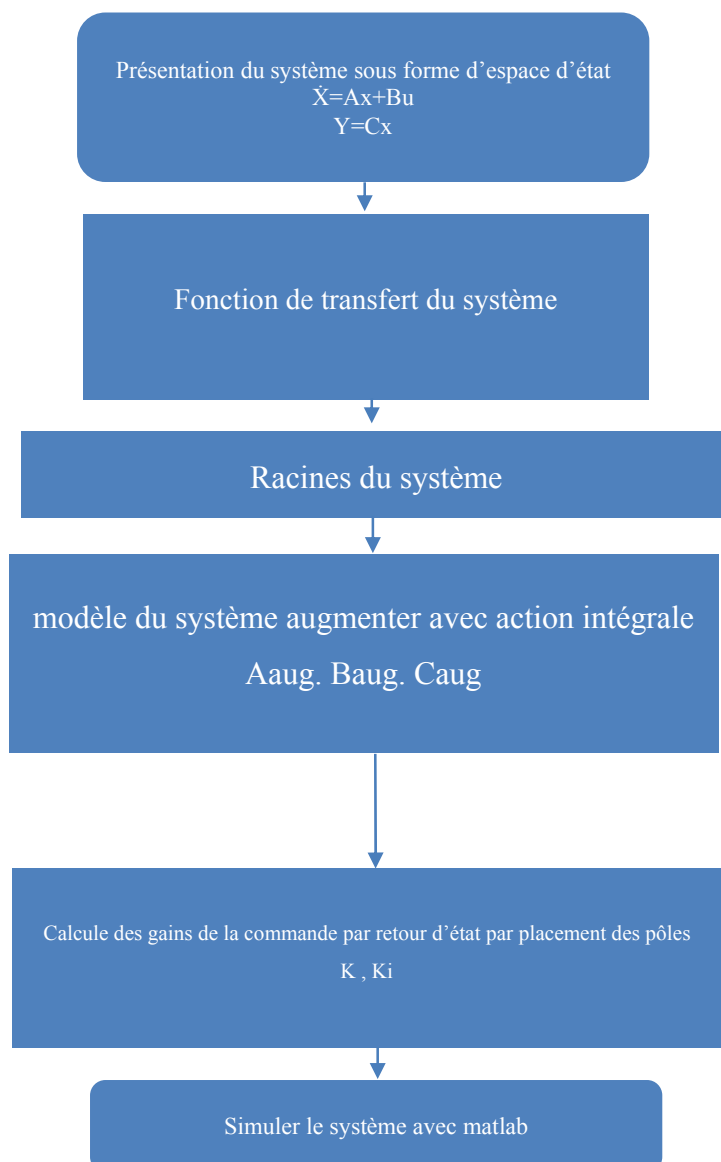 Présentation du système sous forme d’espace d’état
Ẋ=Ax+Bu
Y=Cx
Fonction de transfert du système
Racines du système
modèle du système augmenter avec action intégrale
Aaug. Baug. Caug
Calcule des gains de la commande par retour d’état par placement des pôles
K , Ki
Simuler le système avec matlab